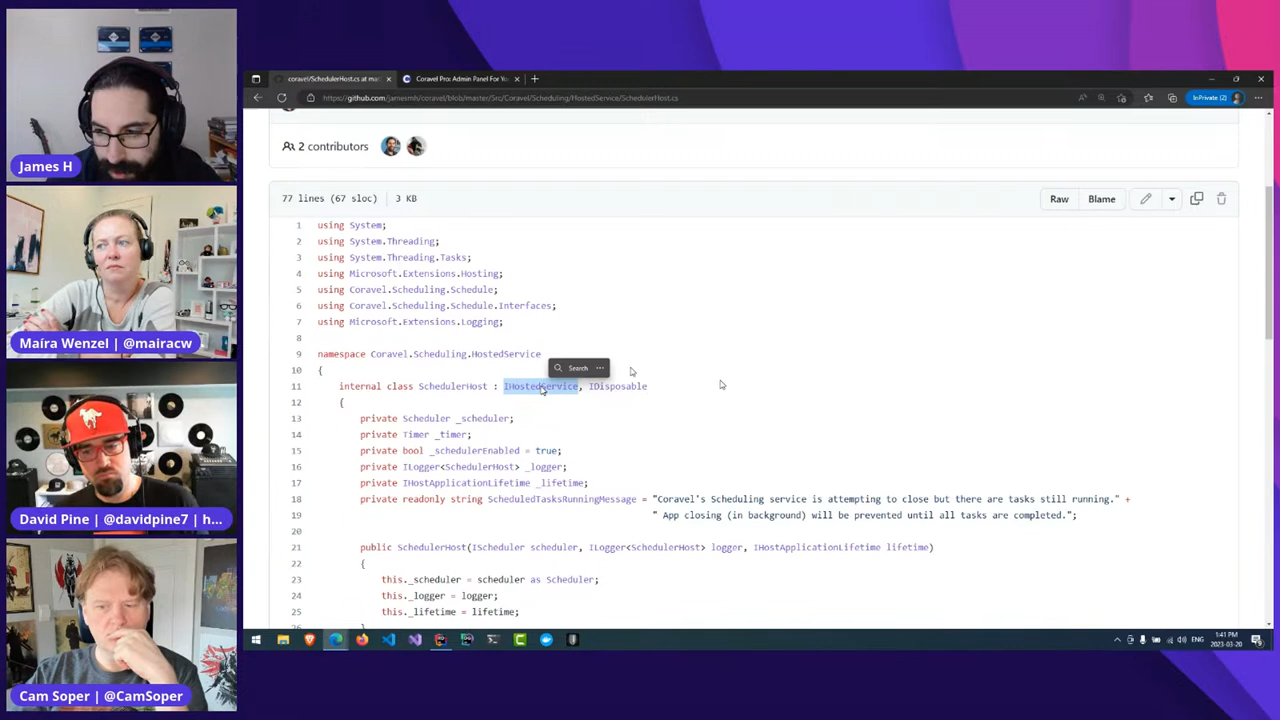 James H
Maíra Wenzel | @mairacw
David Pine | @davidpine7 | h...
Cam Soper | @CamSoper
coravel/SchedulerHost.cs at mas
Coravel Pro: Admin Panel For Yo
https://github.com/jamesmh/coravel/blob/master/Src/Coravel/Scheduling/HostedService/SchedulerHost.cs
InPrivate (2)
2 contributors
77 lines (67 sloc) 3 KB
Raw Blame
1 using System;
2 using System.Threading;
3 using System.Threading.Tasks;
4 using Microsoft.Extensions.Hosting;
5 using Coravel.Scheduling.Schedule;
6 using Coravel.Scheduling.Schedule.Interfaces;
7 using Microsoft.Extensions.Logging;
8
9 namespace Coravel.Scheduling.HostedService
Search ...
10 {
11 internal class SchedulerHost : IHostedService, IDisposable
12 {
13 private Scheduler _scheduler;
14 private Timer _timer;
15 private bool _schedulerEnabled = true;
16 private ILogger<SchedulerHost> _logger;
17 private IHostApplicationLifetime _lifetime;
18 private readonly string ScheduledTasksRunningMessage = "Coravel's Scheduling service is attempting to close but there are tasks still running." +
19 " App closing (in background) will be prevented until all tasks are completed.";
20
21 public SchedulerHost(IScheduler scheduler, ILogger<SchedulerHost> logger, IHostApplicationLifetime lifetime)
22 {
23 this._scheduler = scheduler as Scheduler;
24 this._logger = logger;
25 this._lifetime = lifetime;
ENG
1:41 PM
2023-03-20